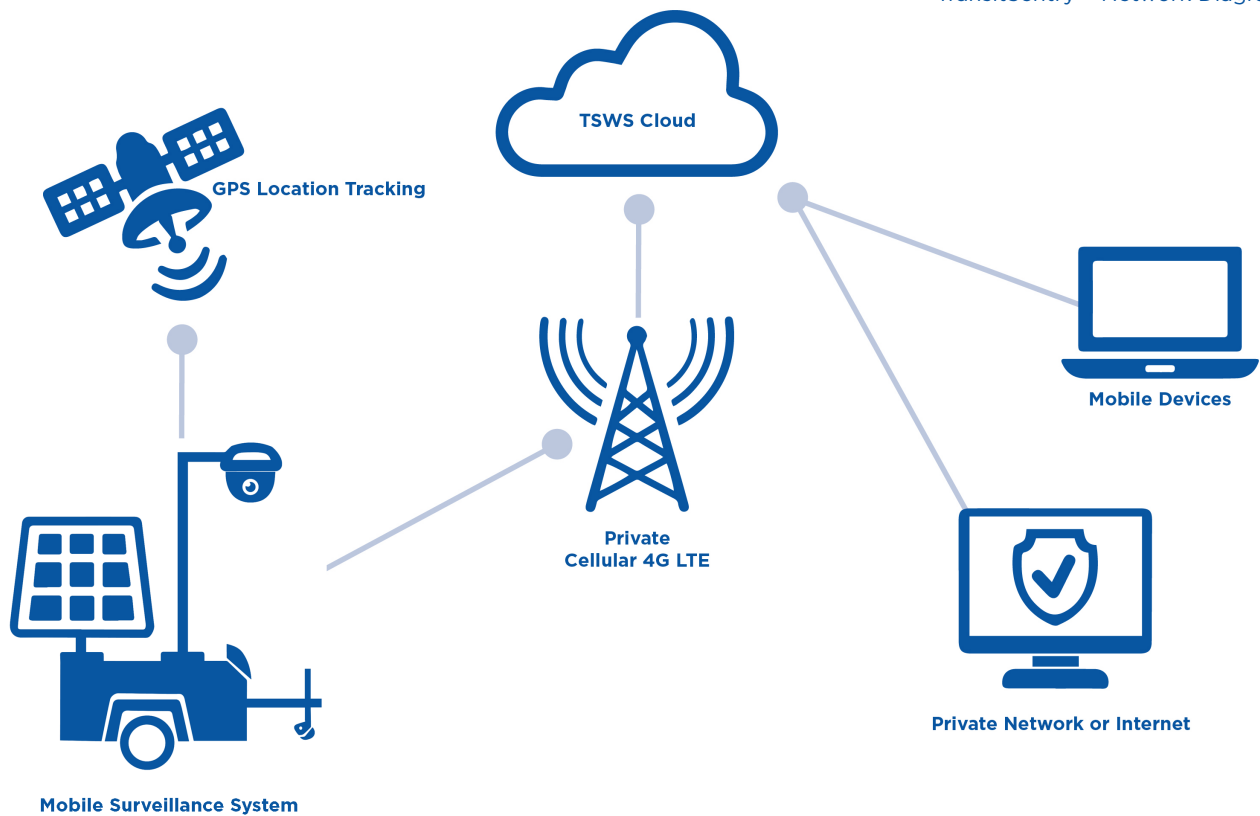 TSWS Cloud
GPS Location Tracking
Mobile Devices
Private
Cellular 4G LTE
Private Network or Internet
Mobile Surveillance System